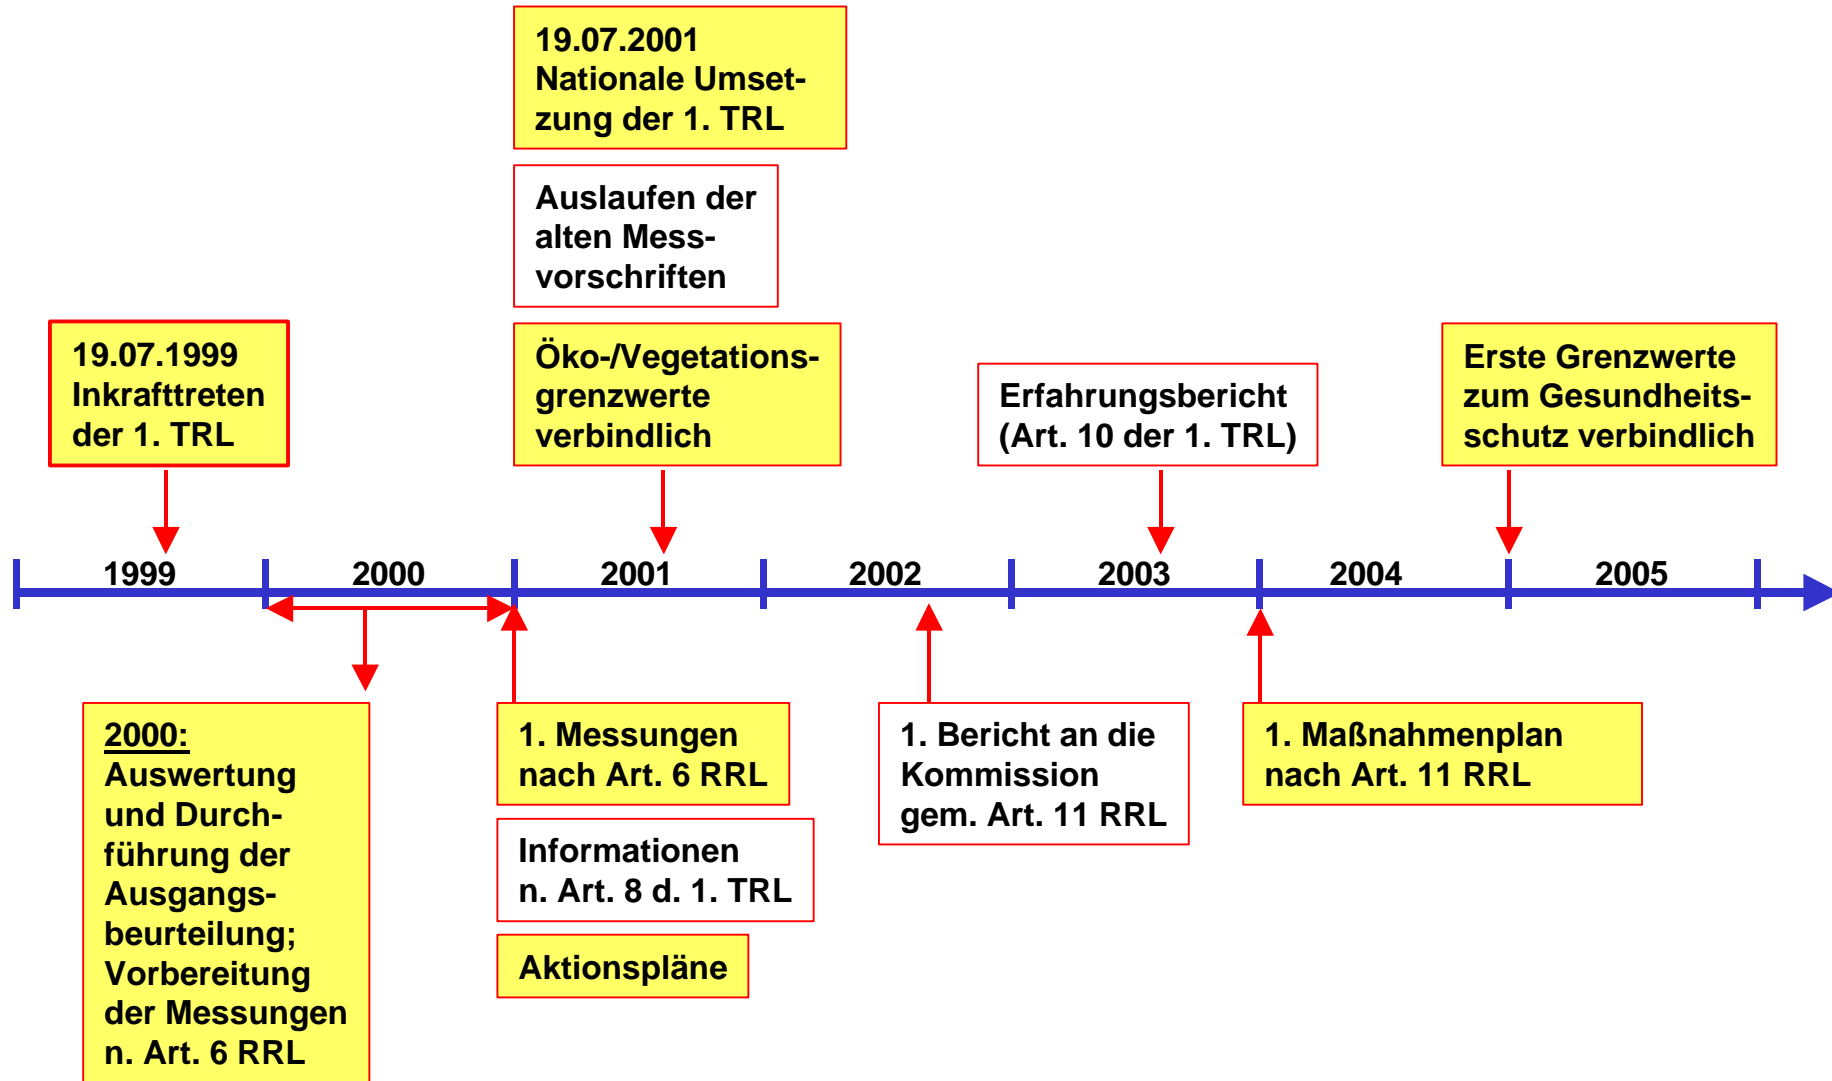 19.07.2001
Nationale Umset-
zung der 1. TRL
Auslaufen der
alten Mess-
vorschriften
19.07.1999
Inkrafttreten
der 1. TRL
Öko-/Vegetations-
grenzwerte
verbindlich
Erfahrungsbericht
(Art. 10 der 1. TRL)
Erste Grenzwerte
zum Gesundheits-
schutz verbindlich
1999 2000 2001 2002 2003 2004 2005
2000:
Auswertung
und Durch-
führung der
Ausgangs-
beurteilung;
Vorbereitung
der Messungen
n. Art. 6 RRL
1. Messungen
nach Art. 6 RRL
Informationen
n. Art. 8 d. 1. TRL
Aktionspläne
1. Bericht an die
Kommission
gem. Art. 11 RRL
1. Maßnahmenplan
nach Art. 11 RRL